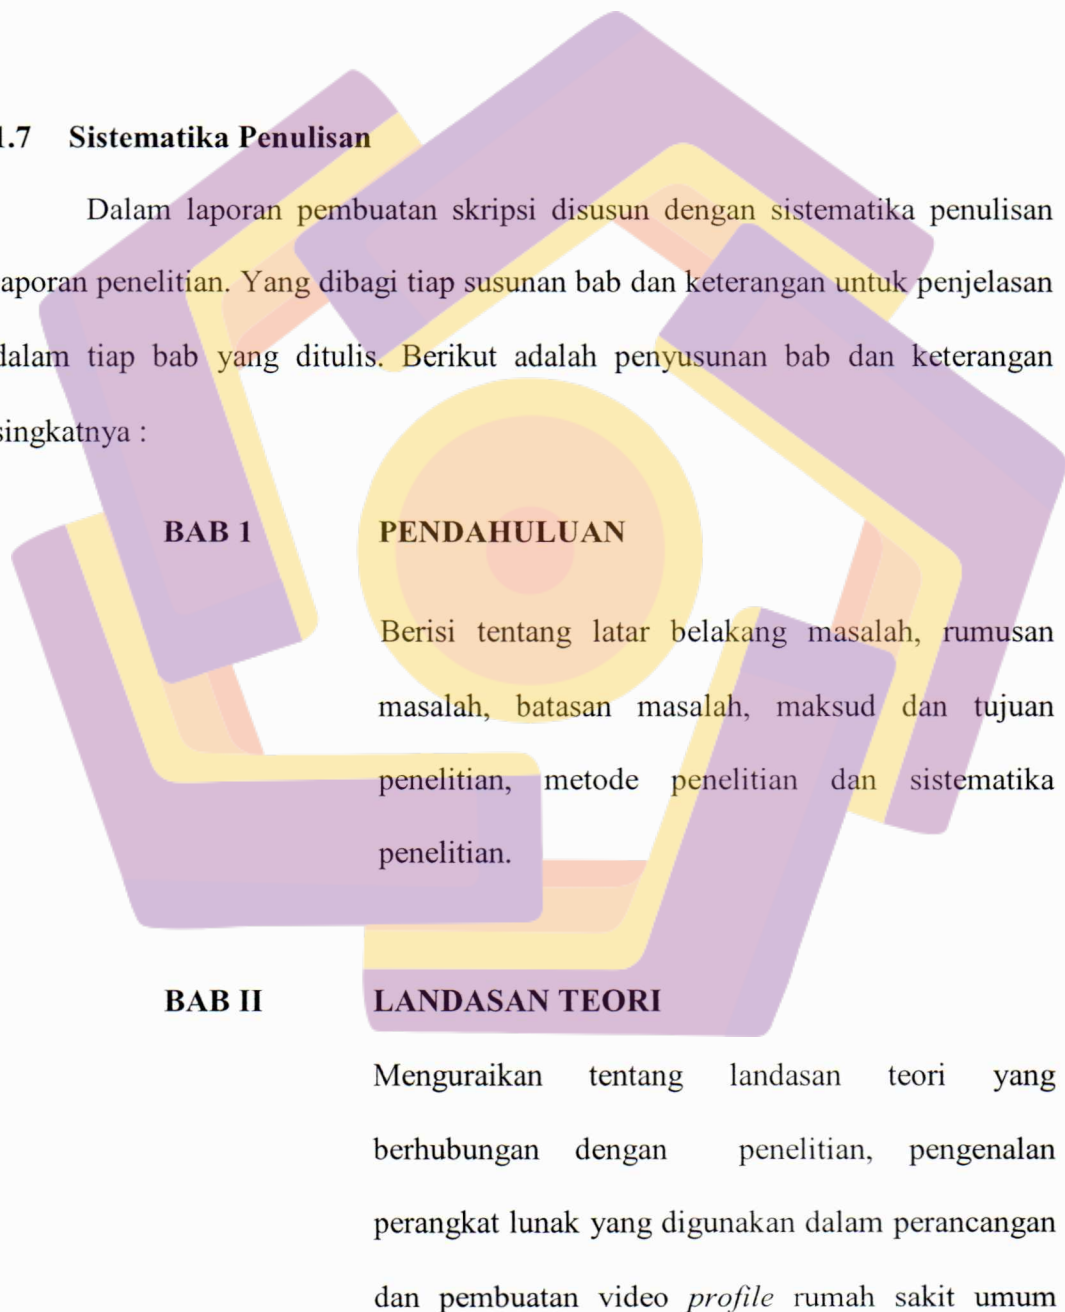 1.7 Sistematika Penulisan
Dalam laporan pembuatan skripsi disusun dengan sistematika penulisan
laporan penelitian. Yang dibagi tiap susunan bab dan keterangan untuk penjelasan
dalam tiap bab yang ditulis. Berikut adalah penyusunan bab dan keterangan
singkatnya :
BAB 1 PENDAHULUAN
Berisi tentang latar belakang masalah, rumusan
masalah, batasan masalah, maksud dan tujuan
penelitian, metode penelitian dan sistematika
penelitian.
BAB II LANDASAN TEORI
Menguraikan tentang landasan teori yang
berhubungan dengan penelitian, pengenalan
perangkat lunak yang digunakan dalam perancangan
dan pembuatan video profile rumah sakit umum